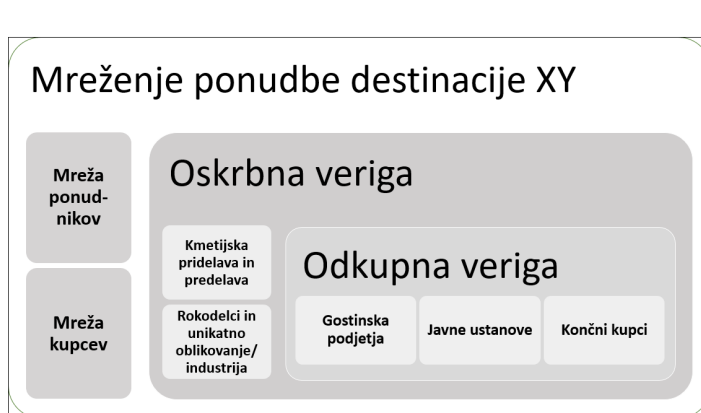 Mreženje ponudbe destinacije XY
Mreža
ponud-
nikov
Mreža
kupcev
Oskrbna veriga
Kmetijska
pridelava in
predelava
Rokodelci in
unikatno
oblikovanje/
industrija
Odkupna veriga
Gostinska
podjetja
Javne ustanove
Končni kupci